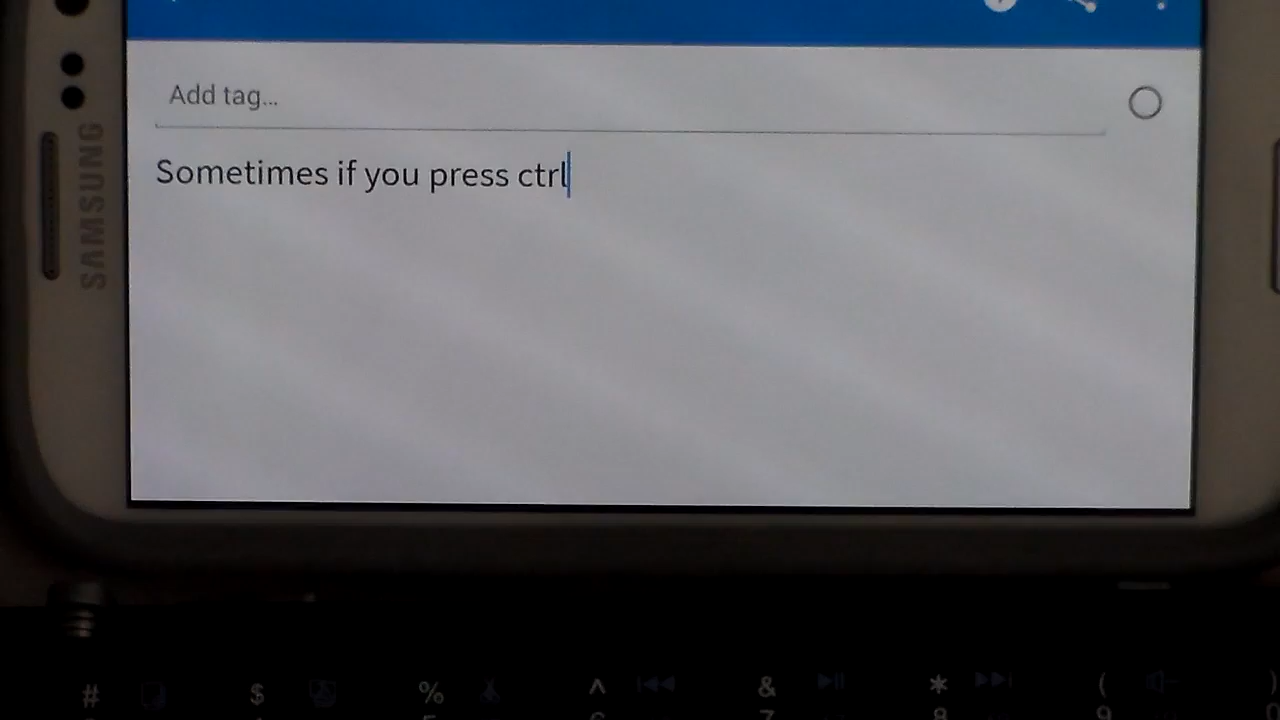 Add tag...
Sometimes if you press ctrl
SAMSUNG
# $ % ^ & * ( )